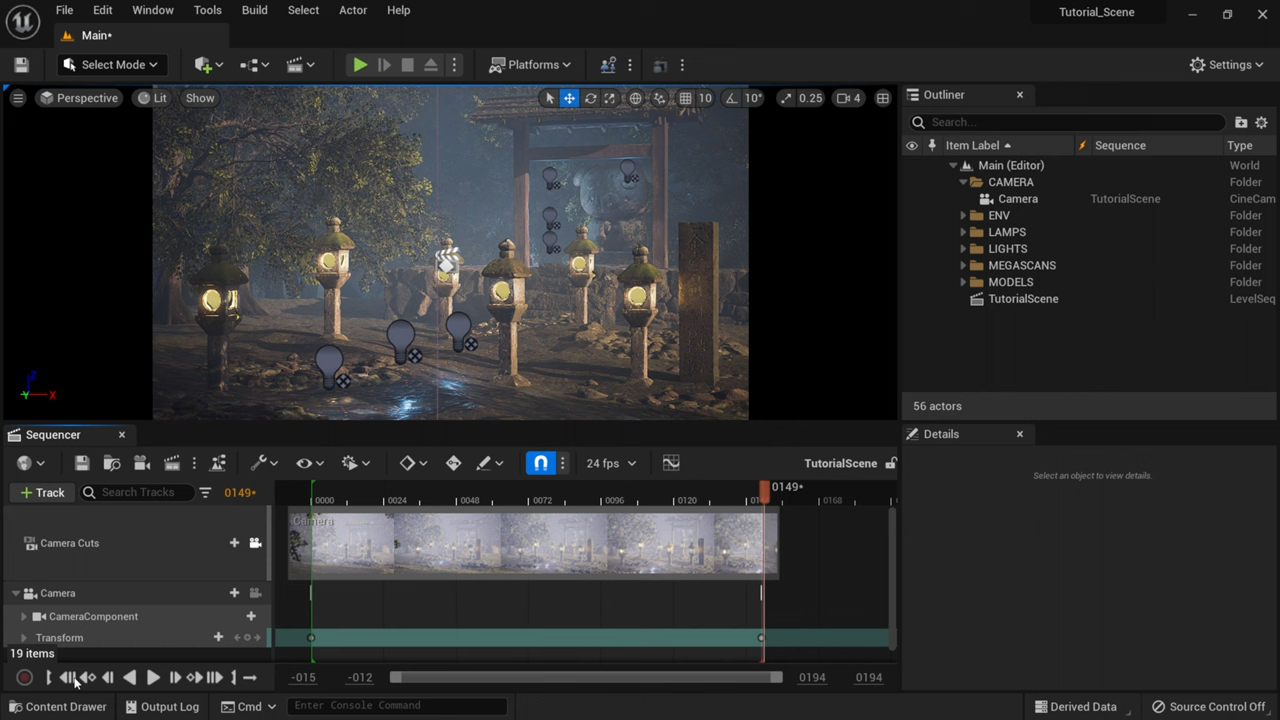 File Edit Window Tools Build Select Actor Help
Tutorial_Scene
Main*
Select Mode
Platforms
Settings
Perspective
Lit
Show
10
10°
0.25
4
Outliner
Search...
Item Label
Sequence
Type
Main (Editor)
World
CAMERA
Folder
Camera
TutorialScene
CineCam
ENV
Folder
LAMPS
Folder
LIGHTS
Folder
MEGASCANS
Folder
MODELS
Folder
TutorialScene
LevelSeq
56 actors
Z
Y
X
Sequencer
24 fps
TutorialScene
Details
Select an object to view details.
+ Track
Search Tracks
0149*
0149*
0000
0024
0048
0072
0096
0120
0168
Camera
Camera Cuts
Camera
CameraComponent
Transform
19 items
-015
-012
0194
0194
Content Drawer
Output Log
Cmd
Enter Console Command
Derived Data
Source Control Off